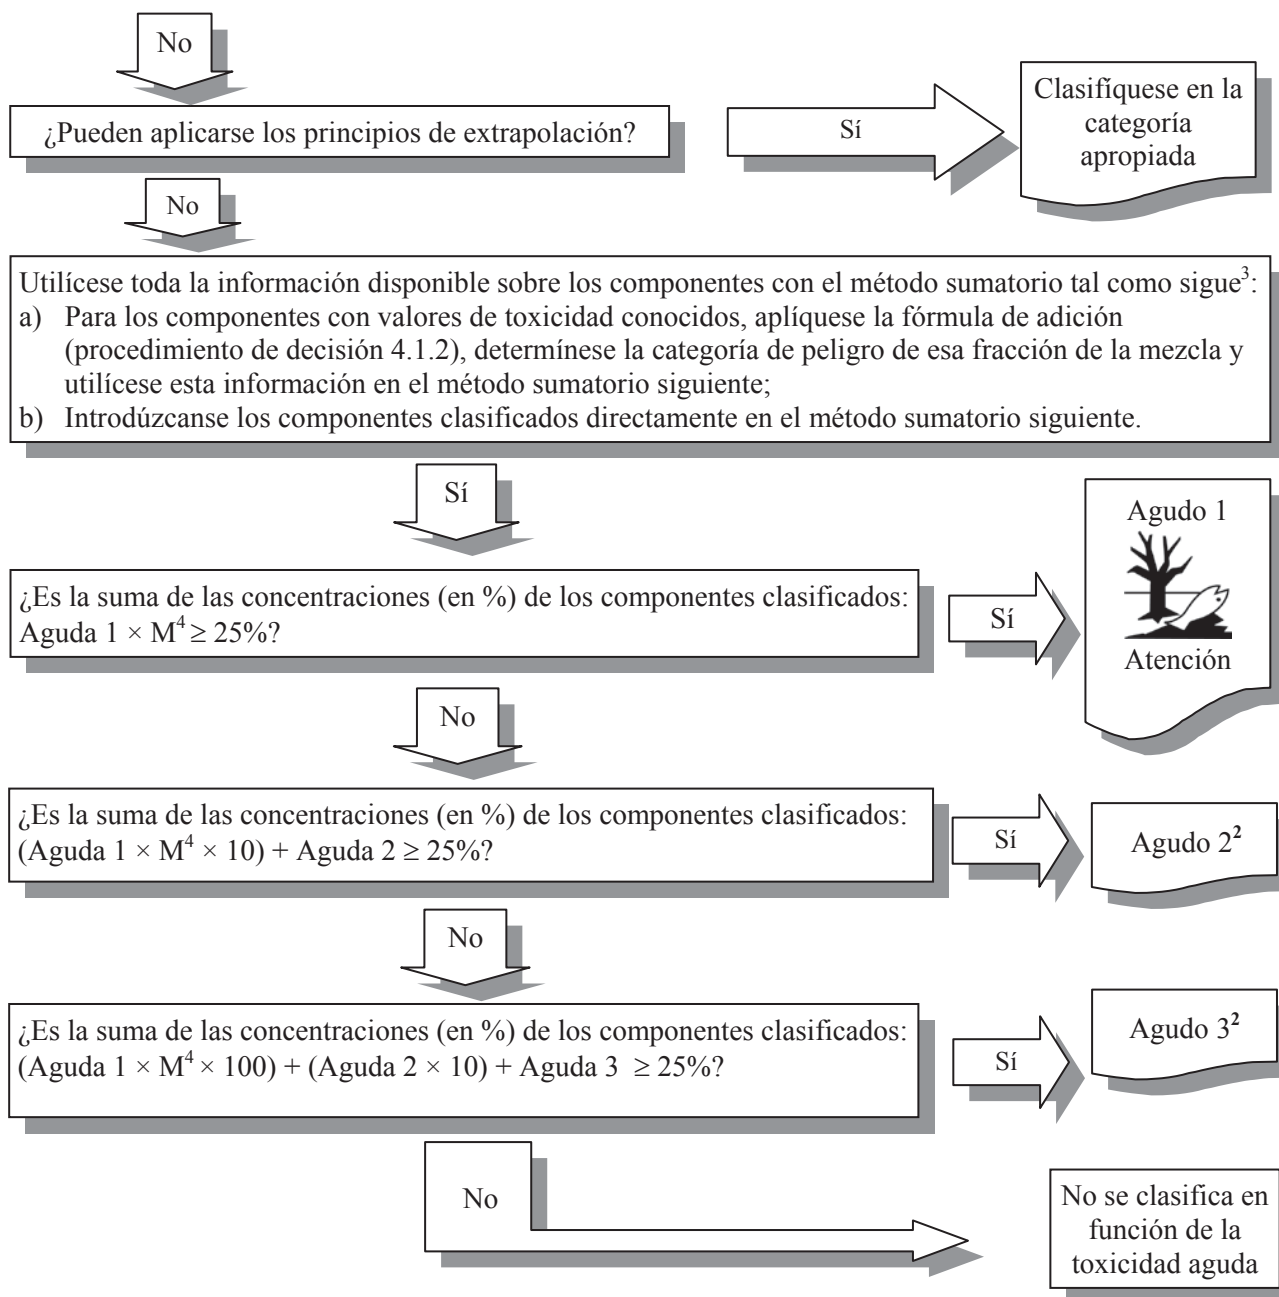 No
¿Pueden aplicarse los principios de extrapolación?
Sí
Clasifíquese en la
categoría
apropiada
No
Utilícese toda la información disponible sobre los componentes con el método sumatorio tal como sigue³:
a) Para los componentes con valores de toxicidad conocidos, aplíquese la fórmula de adición
(procedimiento de decisión 4.1.2), determínese la categoría de peligro de esa fracción de la mezcla y
utilícese esta información en el método sumatorio siguiente;
b) Introdúzcanse los componentes clasificados directamente en el método sumatorio siguiente.
Sí
¿Es la suma de las concentraciones (en %) de los componentes clasificados:
Aguda 1 × M⁴ ≥ 25%?
Sí
Agudo 1
Atención
No
¿Es la suma de las concentraciones (en %) de los componentes clasificados:
(Aguda 1 × M⁴ × 10) + Aguda 2 ≥ 25%?
Sí
Agudo 2²
No
¿Es la suma de las concentraciones (en %) de los componentes clasificados:
(Aguda 1 × M⁴ × 100) + (Aguda 2 × 10) + Aguda 3 ≥ 25%?
Sí
Agudo 3²
No
No se clasifica en
función de la
toxicidad aguda